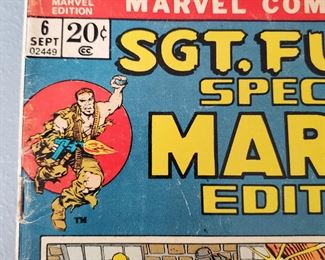 MARVEL EDITION
MARVEL COM
6 SEPT 02449
20¢
CC
SGT. FU
SPEC
MAR
EDIT
TM